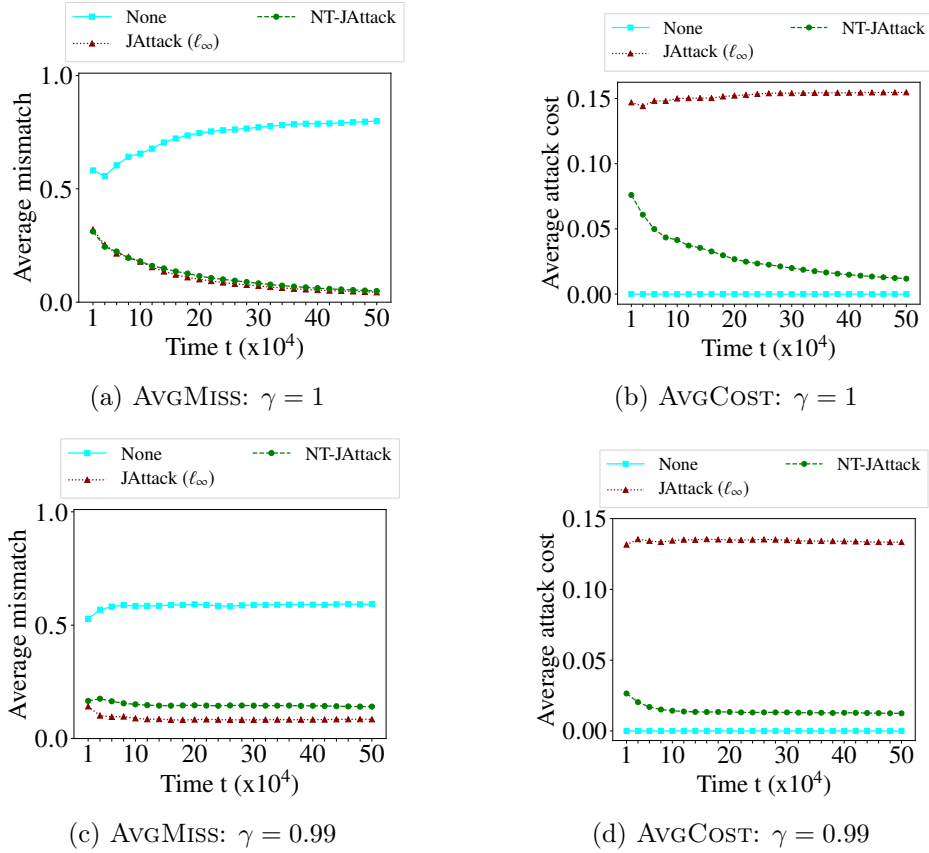 None
NT-JAttack
JAttack (ℓ∞)
1.0
0.5
0.0
Average mismatch
1 10 20 30 40 50
Time t (x10⁴)
(a) AvgMiss: γ = 1
None
NT-JAttack
JAttack (ℓ∞)
0.15
0.10
0.05
0.00
Average attack cost
1 10 20 30 40 50
Time t (x10⁴)
(b) AvgCost: γ = 1
None
NT-JAttack
JAttack (ℓ∞)
1.0
0.5
0.0
Average mismatch
1 10 20 30 40 50
Time t (x10⁴)
(c) AvgMiss: γ = 0.99
None
NT-JAttack
JAttack (ℓ∞)
0.15
0.10
0.05
0.00
Average attack cost
1 10 20 30 40 50
Time t (x10⁴)
(d) AvgCost: γ = 0.99